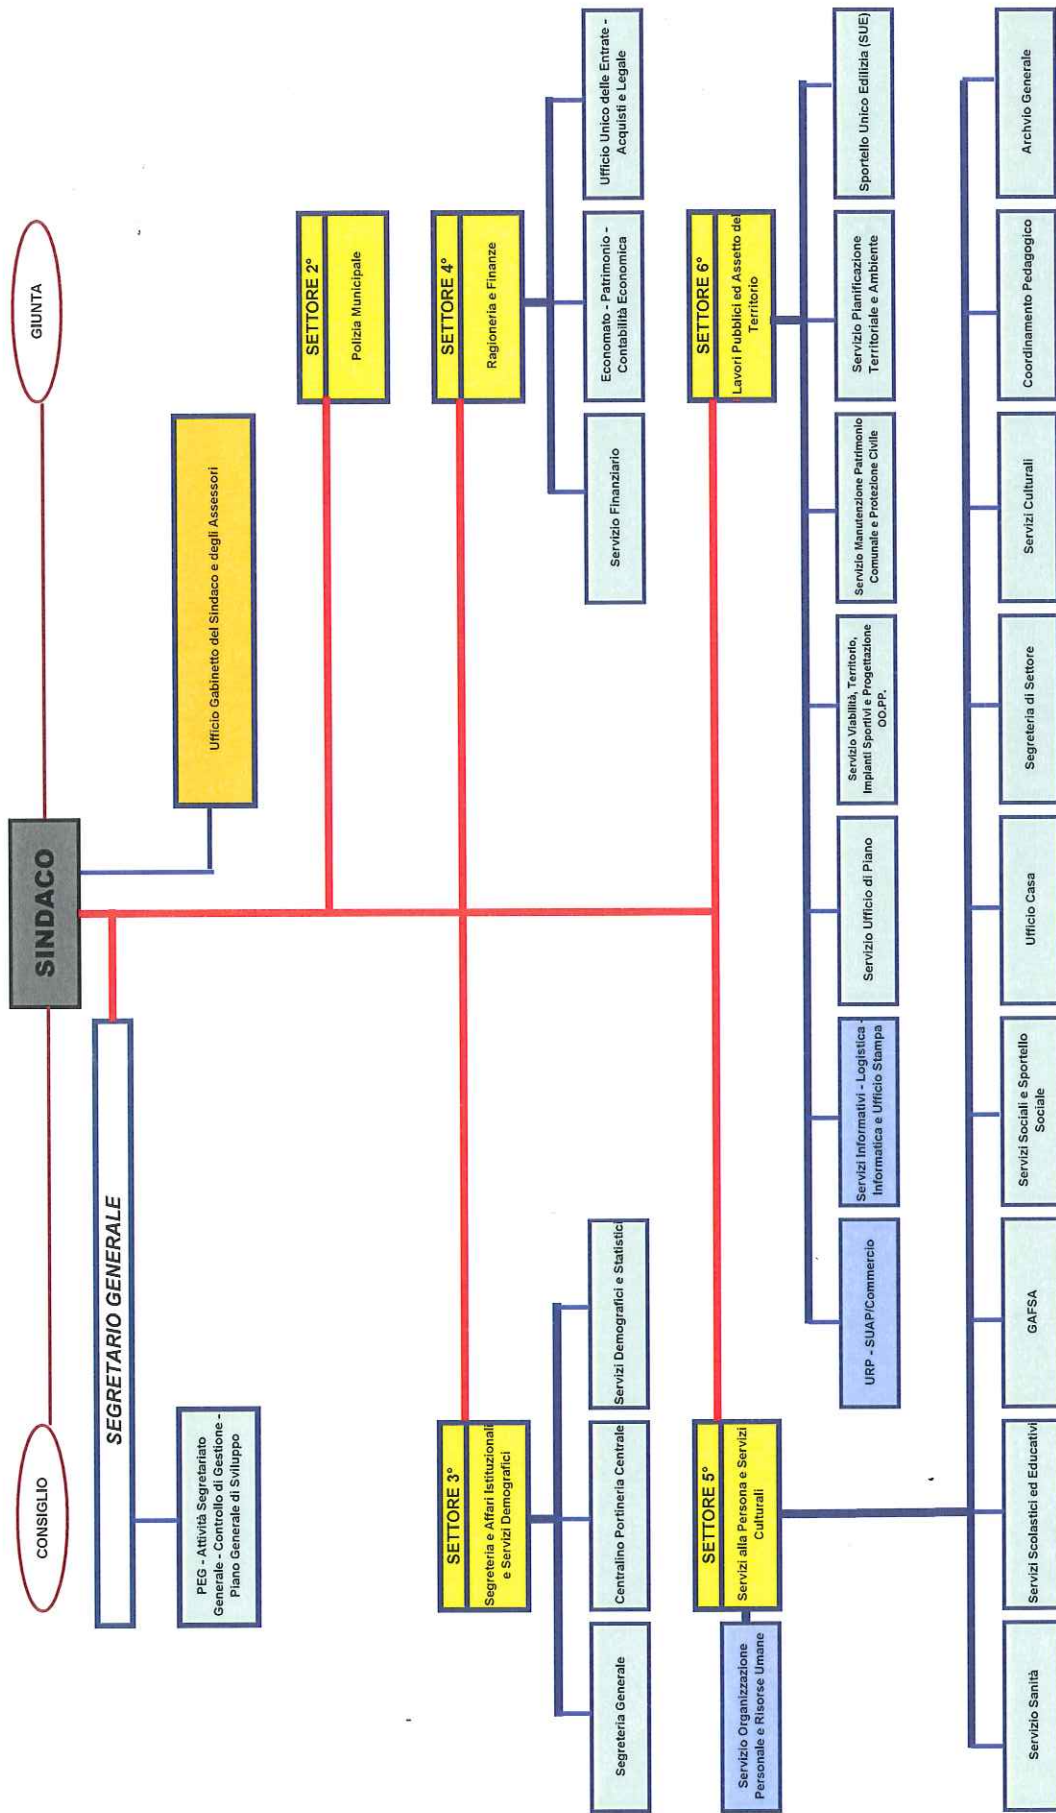 CONSIGLIO
SINDACO
GIUNTA
SEGRETARIO GENERALE
PEG - Attività Segretariato
Generale - Controllo di Gestione -
Piano Generale di Sviluppo
Ufficio Gabinetto del Sindaco e degli Assessori
SETTORE 2°
Polizia Municipale
SETTORE 3°
Segreteria e Affari Istituzionali
e Servizi Demografici
SETTORE 4°
Ragioneria e Finanze
Segreteria Generale
Centralino Portineria Centrale
Servizi Demografici e Statistici
Servizio Finanziario
Economato - Patrimonio -
Contabilità Economica
Ufficio Unico delle Entrate -
Acquisti e Legale
SETTORE 5°
Servizi alla Persona e Servizi
Culturali
SETTORE 6°
Lavori Pubblici ed Assetto del
Territorio
Servizio Organizzazione
Personale e Risorse Umane
URP - SUAP/Commercio
Servizi Informativi - Logistica -
Informatica e Ufficio Stampa
Servizio Ufficio di Piano
Servizio Viabilità, Territorio,
Impianti Sportivi e Progettazione
OO.PP.
Servizio Manutenzione Patrimonio
Comunale e Protezione Civile
Servizio Pianificazione
Territoriale e Ambiente
Sportello Unico Edilizia (SUE)
Servizio Sanità
Servizi Scolastici ed Educativi
GAFSA
Servizi Sociali e Sportello
Sociale
Ufficio Casa
Segreteria di Settore
Servizi Culturali
Coordinamento Pedagogico
Archvio Generale